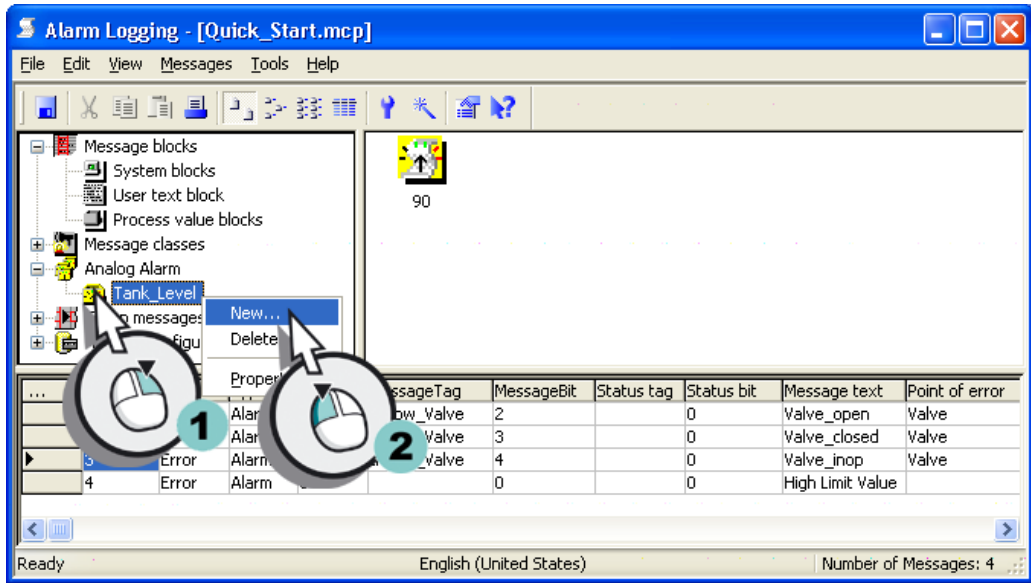 Alarm Logging - [Quick_Start.mcp]
File Edit View Messages Tools Help
Message blocks
System blocks
User text block
Process value blocks
Message classes
Analog Alarm
Tank_Level
messages
90
New...
Delete
1
2
... MessageBit Status tag Status bit Message text Point of error
2 0 Valve_open Valve
3 0 Valve_closed Valve
3 Error Alarm 4 0 Valve_inop Valve
4 Error Alarm 0 0 High Limit Value
Ready English (United States) Number of Messages: 4